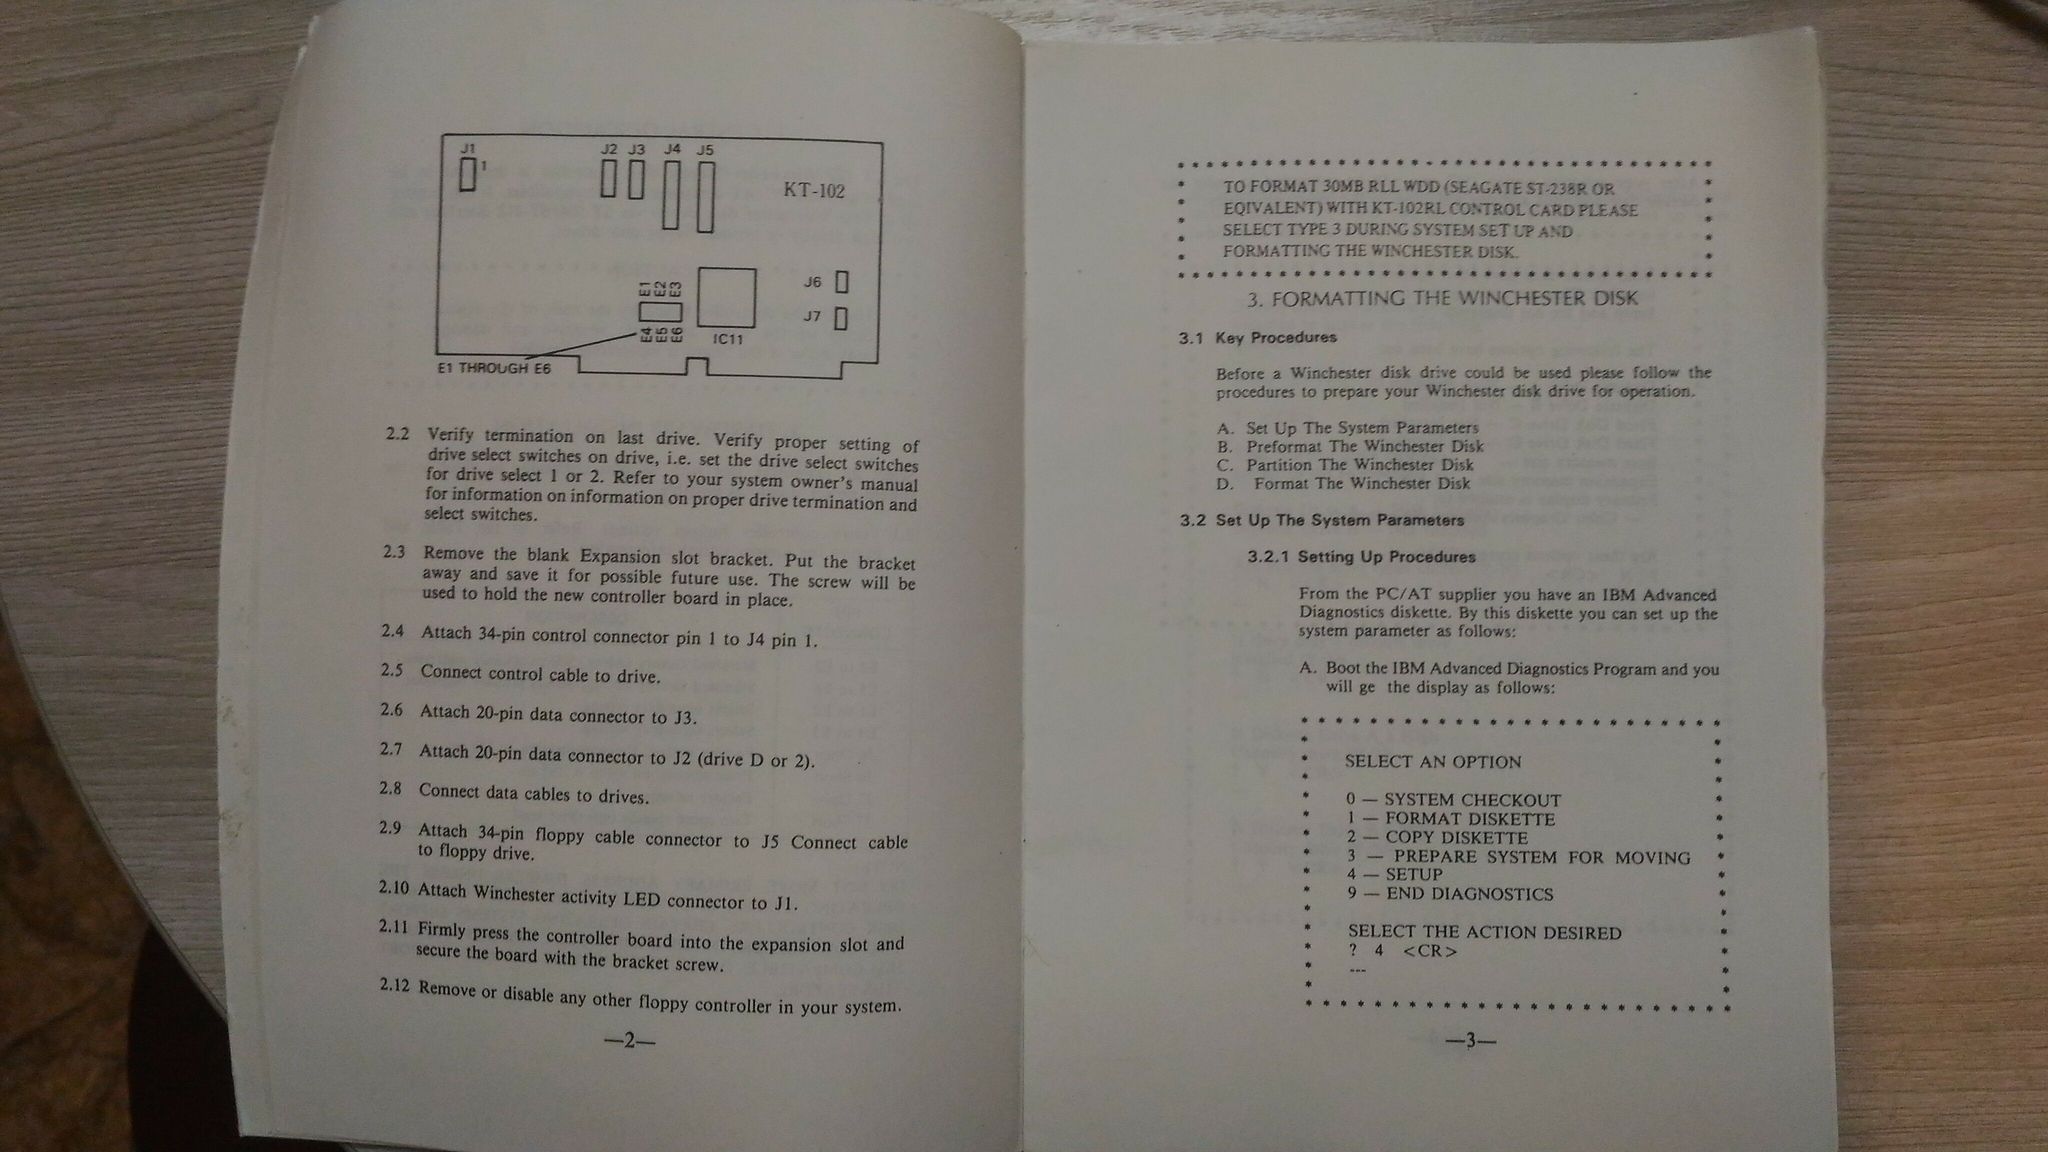 J1
1
J2 J3 J4 J5
KT-102
J6
J7
E1 E2 E3
E4 E5 E6
IC11
E1 THROUGH E6
2.2 Verify termination on last drive. Verify proper setting of
drive select switches on drive, i.e. set the drive select switches
for drive select 1 or 2. Refer to your system owner's manual
for information on information on proper drive termination and
select switches.
2.3 Remove the blank Expansion slot bracket. Put the bracket
away and save it for possible future use. The screw will be
used to hold the new controller board in place.
2.4 Attach 34-pin control connector pin 1 to J4 pin 1.
2.5 Connect control cable to drive.
2.6 Attach 20-pin data connector to J3.
2.7 Attach 20-pin data connector to J2 (drive D or 2).
2.8 Connect data cables to drives.
2.9 Attach 34-pin floppy cable connector to J5 Connect cable
to floppy drive.
2.10 Attach Winchester activity LED connector to J1.
2.11 Firmly press the controller board into the expansion slot and
secure the board with the bracket screw.
2.12 Remove or disable any other floppy controller in your system.
—2—
TO FORMAT 30MB RLL WDD (SEAGATE ST-238R OR
EQIVALENT) WITH KT-102RL CONTROL CARD PLEASE
SELECT TYPE 3 DURING SYSTEM SET UP AND
FORMATTING THE WINCHESTER DISK.
3. FORMATTING THE WINCHESTER DISK
3.1 Key Procedures
Before a Winchester disk drive could be used please follow the
procedures to prepare your Winchester disk drive for operation.
A. Set Up The System Parameters
B. Preformat The Winchester Disk
C. Partition The Winchester Disk
D. Format The Winchester Disk
3.2 Set Up The System Parameters
3.2.1 Setting Up Procedures
From the PC/AT supplier you have an IBM Advanced
Diagnostics diskette. By this diskette you can set up the
system parameter as follows:
A. Boot the IBM Advanced Diagnostics Program and you
will ge the display as follows:
SELECT AN OPTION
0 — SYSTEM CHECKOUT
1 — FORMAT DISKETTE
2 — COPY DISKETTE
3 — PREPARE SYSTEM FOR MOVING
4 — SETUP
9 — END DIAGNOSTICS
SELECT THE ACTION DESIRED
? 4 <CR>
---
—3—